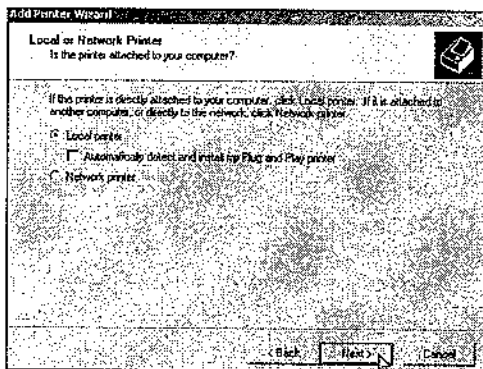 Add Printer Wizard
Local or Network Printer
Is the printer attached to your computer?
If the printer is directly attached to your computer, click Local printer. If it is attached to
another computer, or directly to the network, click Network printer.
Local printer
Automatically detect and install my Plug and Play printer
Network printer
< Back Next > Cancel